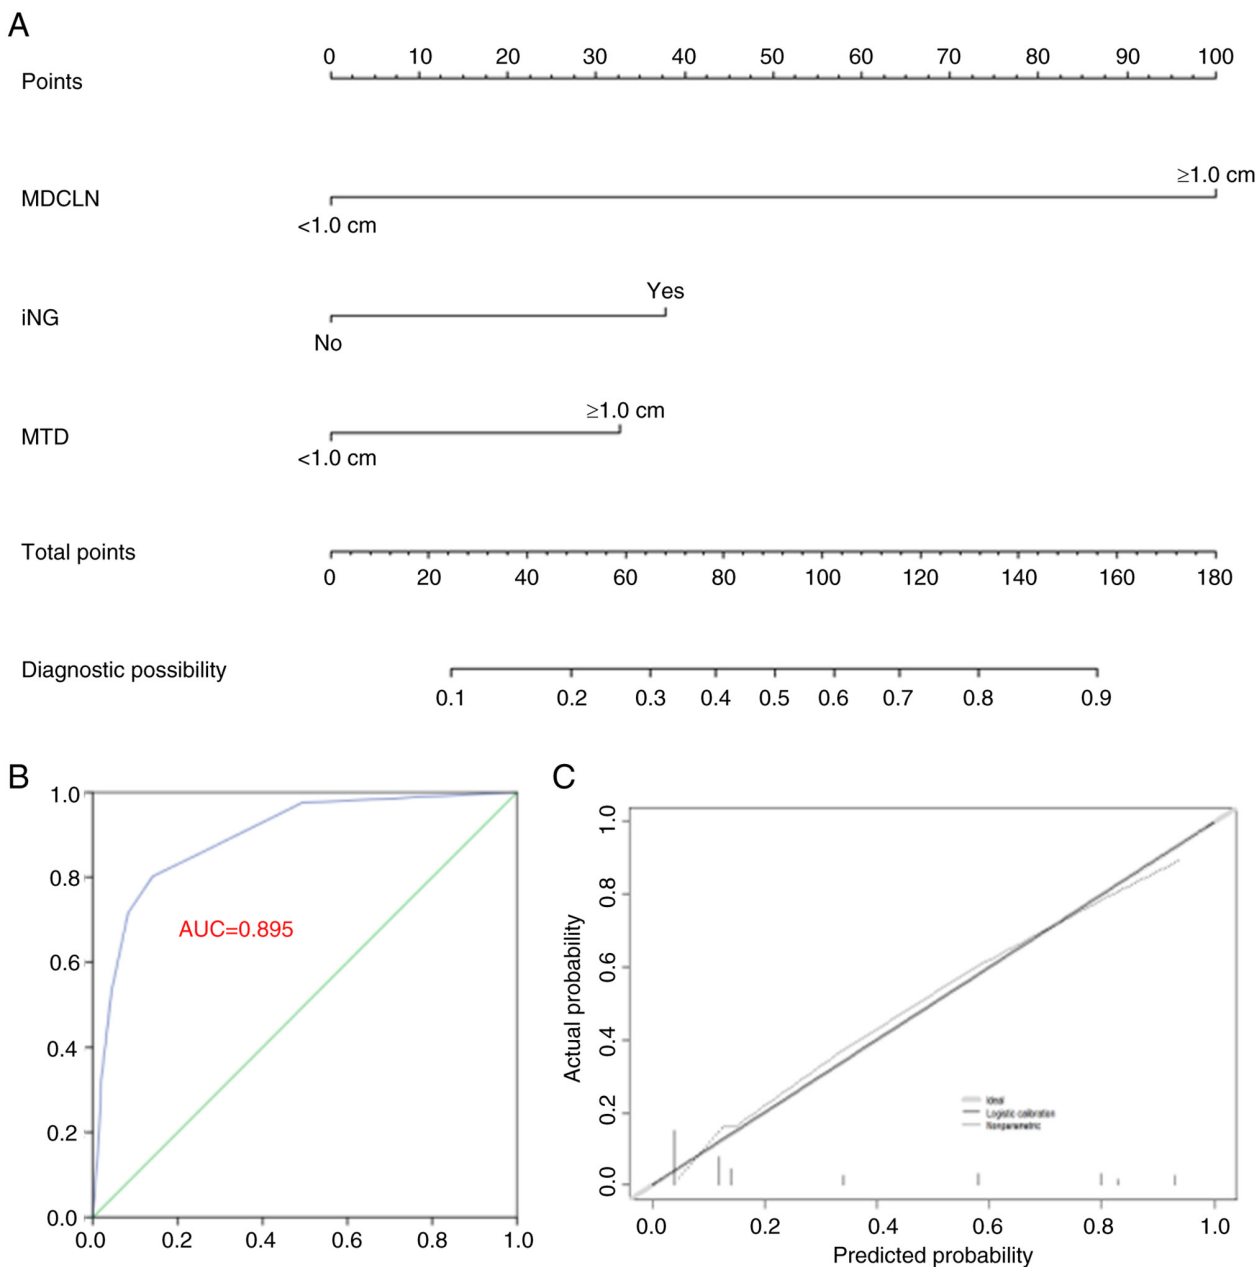 A
Points
0 10 20 30 40 50 60 70 80 90 100
MDCLN
≥1.0 cm
<1.0 cm
iNG
Yes
No
MTD
≥1.0 cm
<1.0 cm
Total points
0 20 40 60 80 100 120 140 160 180
Diagnostic possibility
0.1 0.2 0.3 0.4 0.5 0.6 0.7 0.8 0.9
B
1.0
0.8
0.6
0.4
0.2
0.0
AUC=0.895
0.0 0.2 0.4 0.6 0.8 1.0
C
Actual probability
1.0
0.8
0.6
0.4
0.2
0.0
Ideal
Logistic calibration
Nonparametric
0.0 0.2 0.4 0.6 0.8 1.0
Predicted probability